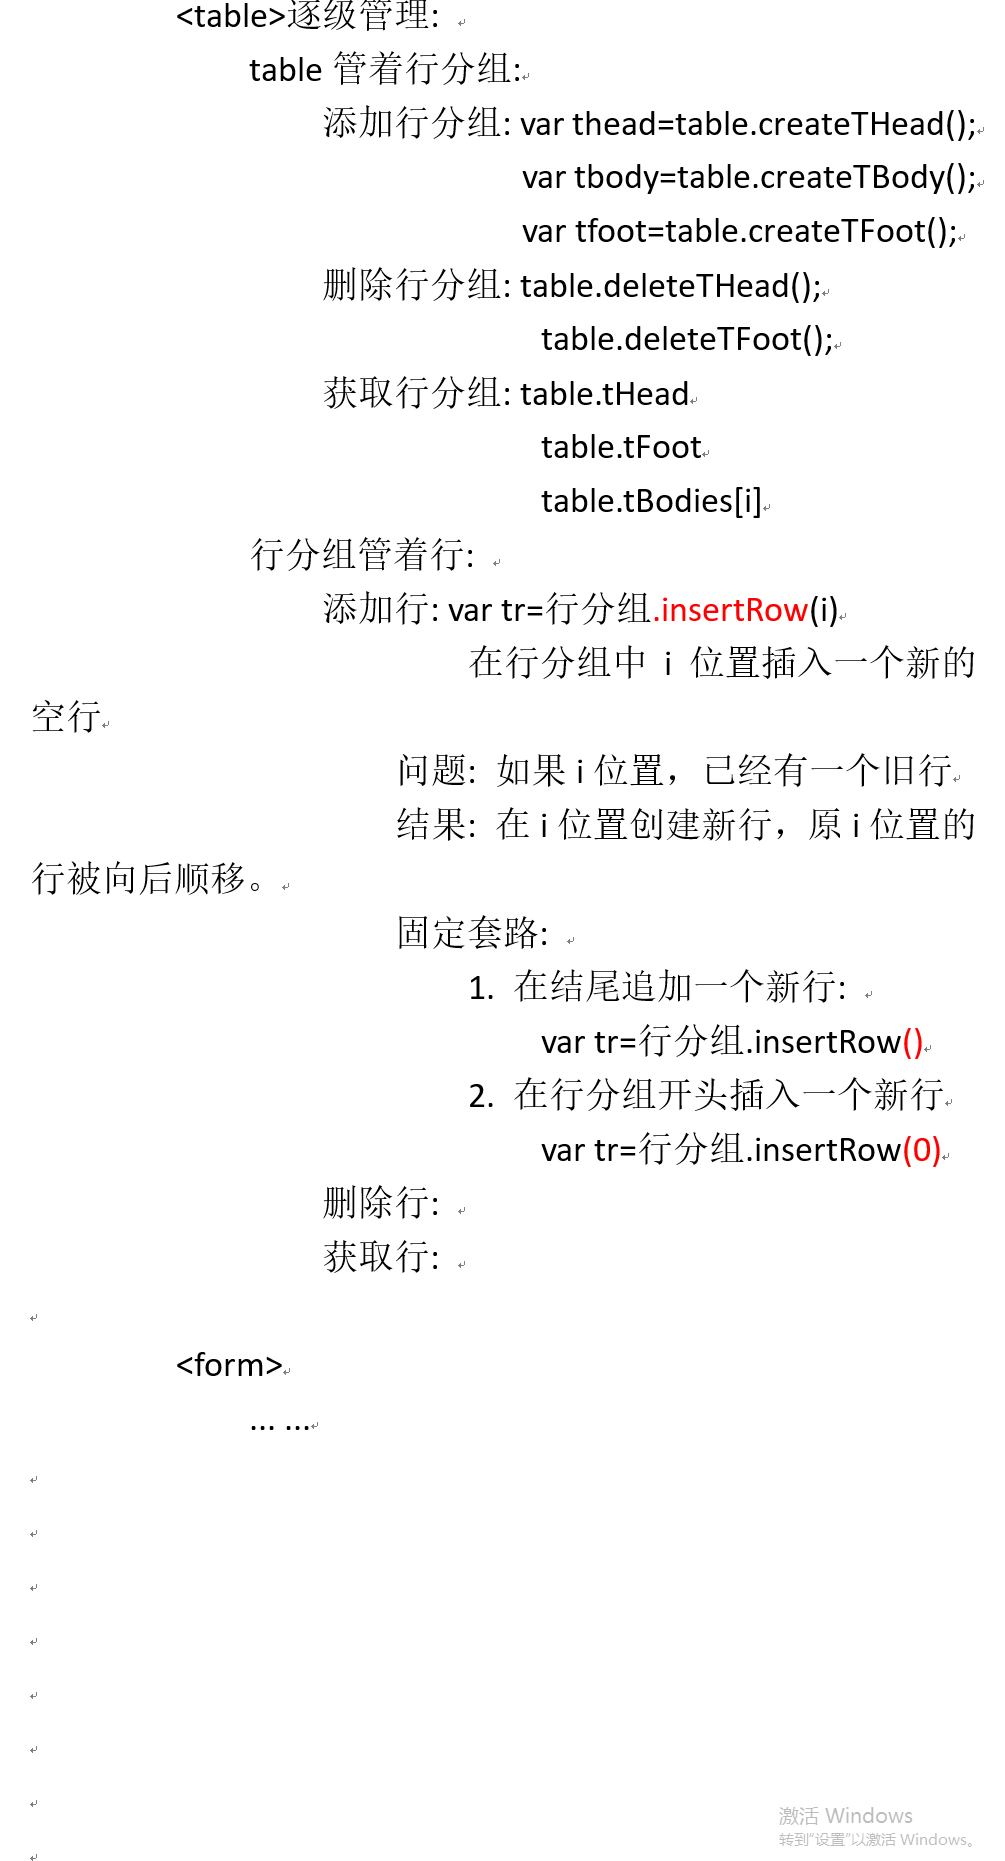 <table>逐级管理:
table 管着行分组:
添加行分组: var thead=table.createTHead();
var tbody=table.createTBody();
var tfoot=table.createTFoot();
删除行分组: table.deleteTHead();
table.deleteTFoot();
获取行分组: table.tHead
table.tFoot
table.tBodies[i]
行分组管着行:
添加行: var tr=行分组.insertRow(i)
在行分组中 i 位置插入一个新的
空行
问题: 如果 i 位置，已经有一个旧行
结果: 在 i 位置创建新行，原 i 位置的
行被向后顺移。
固定套路:
1. 在结尾追加一个新行:
var tr=行分组.insertRow()
2. 在行分组开头插入一个新行
var tr=行分组.insertRow(0)
删除行:
获取行:
<form>
... ...
激活 Windows
转到"设置"以激活 Windows。